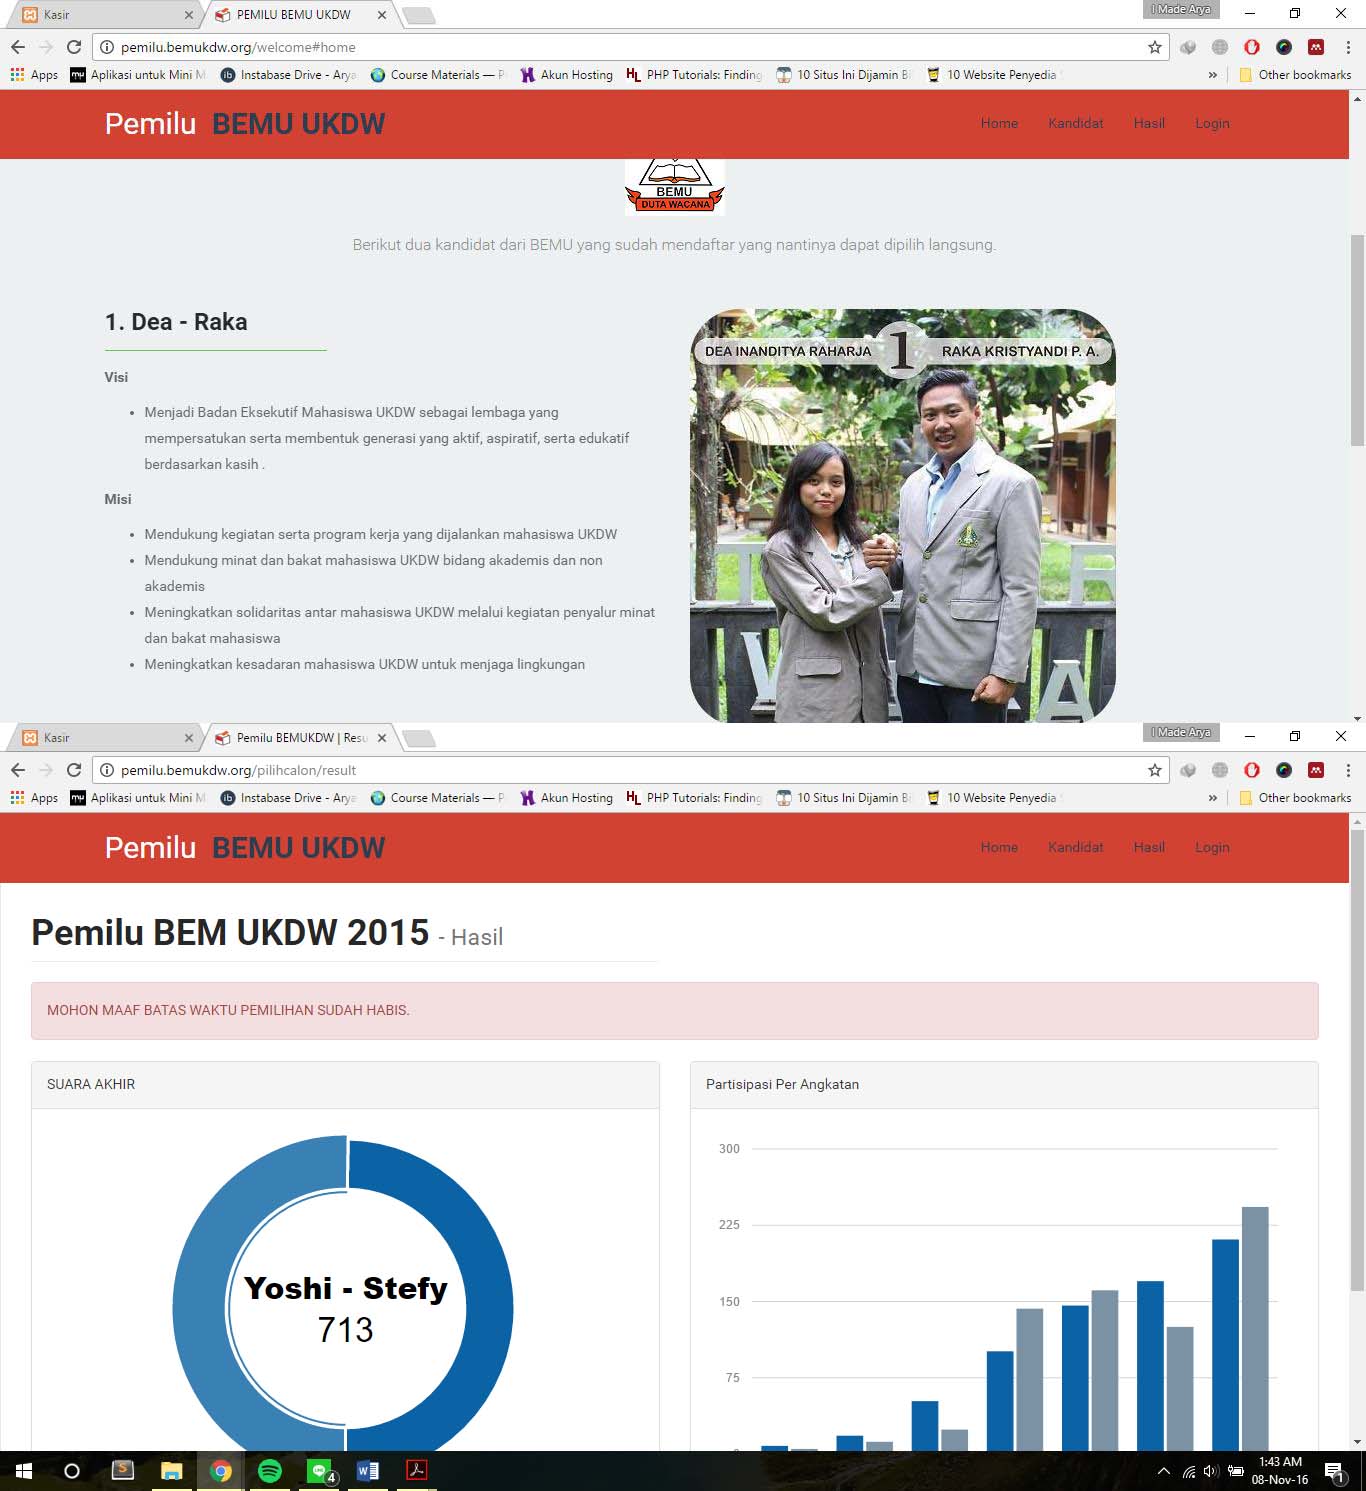 Kasir
PEMILU BEMU UKDW
I Made Arya
pemilu.bemukdw.org/welcome#home
Apps
Aplikasi untuk Mini M
Instabase Drive - Arya
Course Materials — P
Akun Hosting
PHP Tutorials: Finding
10 Situs Ini Dijamin Bi
10 Website Penyedia
Other bookmarks
Pemilu BEMU UKDW
Home
Kandidat
Hasil
Login
BEMU
DUTA WACANA
Berikut dua kandidat dari BEMU yang sudah mendaftar yang nantinya dapat dipilih langsung.
1. Dea - Raka
Visi
• Menjadi Badan Eksekutif Mahasiswa UKDW sebagai lembaga yang
mempersatukan serta membentuk generasi yang aktif, aspiratif, serta edukatif
berdasarkan kasih .
Misi
• Mendukung kegiatan serta program kerja yang dijalankan mahasiswa UKDW
• Mendukung minat dan bakat mahasiswa UKDW bidang akademis dan non
akademis
• Meningkatkan solidaritas antar mahasiswa UKDW melalui kegiatan penyalur minat
dan bakat mahasiswa
• Meningkatkan kesadaran mahasiswa UKDW untuk menjaga lingkungan
DEA INANDITYA RAHARJA
1
RAKA KRISTYANDI P. A.
Kasir
Pemilu BEMUKDW | Resu
I Made Arya
pemilu.bemukdw.org/pilihcalon/result
Apps
Aplikasi untuk Mini M
Instabase Drive - Arya
Course Materials — P
Akun Hosting
PHP Tutorials: Finding
10 Situs Ini Dijamin Bi
10 Website Penyedia
Other bookmarks
Pemilu BEMU UKDW
Home
Kandidat
Hasil
Login
Pemilu BEM UKDW 2015 - Hasil
MOHON MAAF BATAS WAKTU PEMILIHAN SUDAH HABIS.
SUARA AKHIR
Yoshi - Stefy
713
Partisipasi Per Angkatan
300
225
150
75
4
1:43 AM
08-Nov-16
1